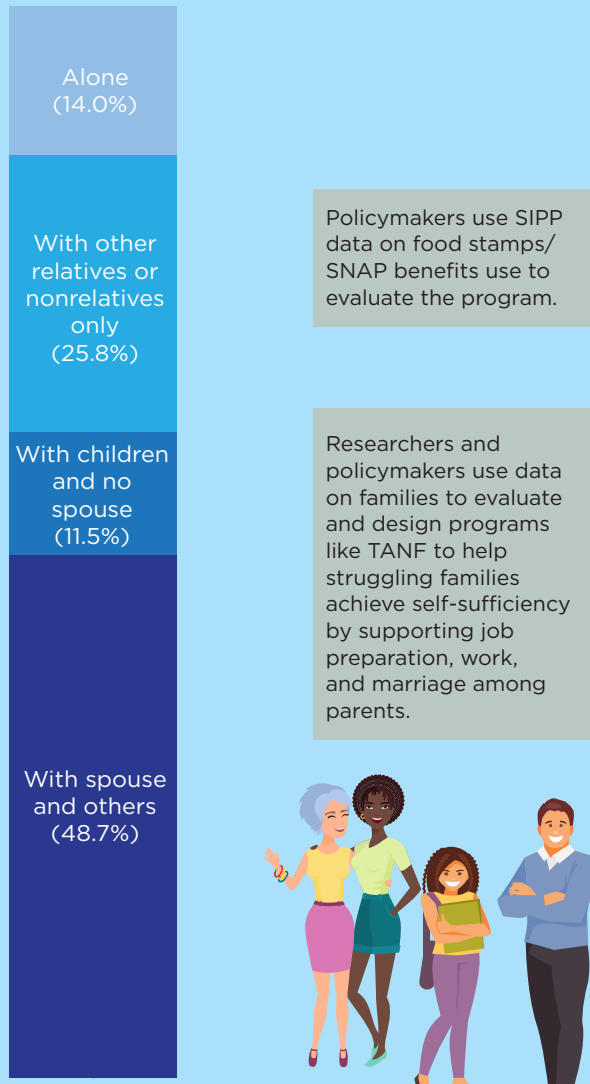 Alone
(14.0%)
With other
relatives or
nonrelatives
only
(25.8%)
With children
and no
spouse
(11.5%)
With spouse
and others
(48.7%)
Policymakers use SIPP
data on food stamps/
SNAP benefits use to
evaluate the program.
Researchers and
policymakers use data
on families to evaluate
and design programs
like TANF to help
struggling families
achieve self-sufficiency
by supporting job
preparation, work,
and marriage among
parents.